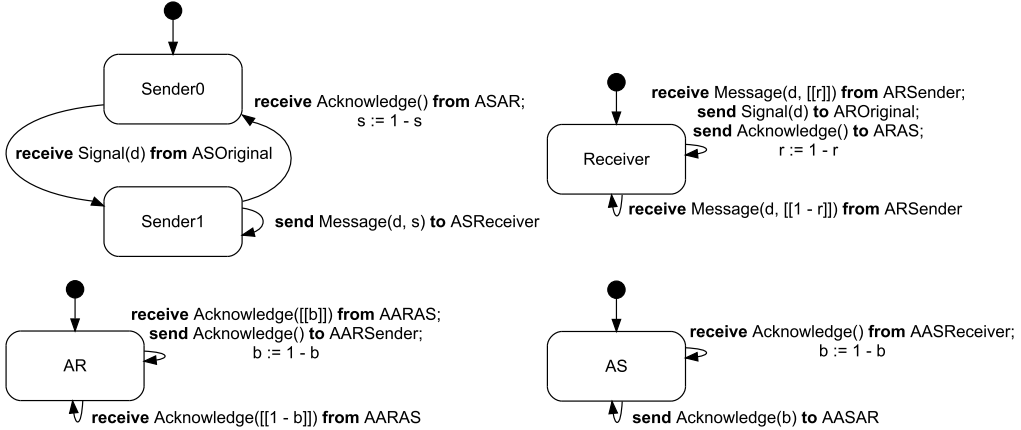 Sender0
receive Acknowledge() from ASAR;
s := 1 - s
receive Signal(d) from ASOriginal
Sender1
send Message(d, s) to ASReceiver
receive Message(d, [[r]]) from ARSender;
send Signal(d) to AROriginal;
send Acknowledge() to ARAS;
r := 1 - r
Receiver
receive Message(d, [[1 - r]]) from ARSender
receive Acknowledge([[b]]) from AARAS;
send Acknowledge() to AARSender;
b := 1 - b
AR
receive Acknowledge([[1 - b]]) from AARAS
receive Acknowledge() from AASReceiver;
b := 1 - b
AS
send Acknowledge(b) to AASAR